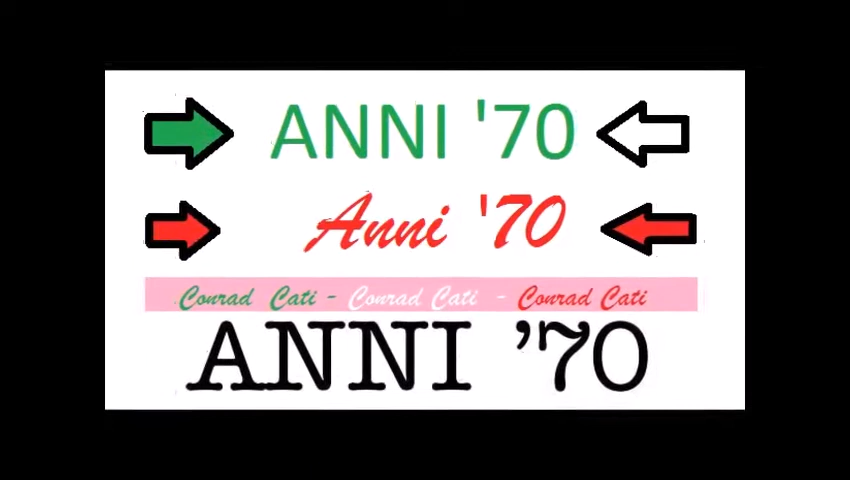 ANNI '70
Anni '70
Conrad Cati - Conrad Cati - Conrad Cati
ANNI ’70